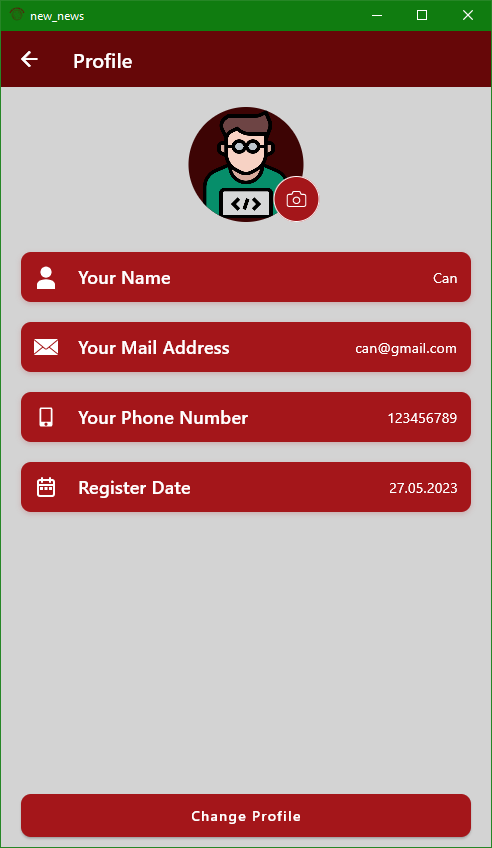 new_news
Profile
</>
Your Name
Can
Your Mail Address
can@gmail.com
Your Phone Number
123456789
Register Date
27.05.2023
Change Profile